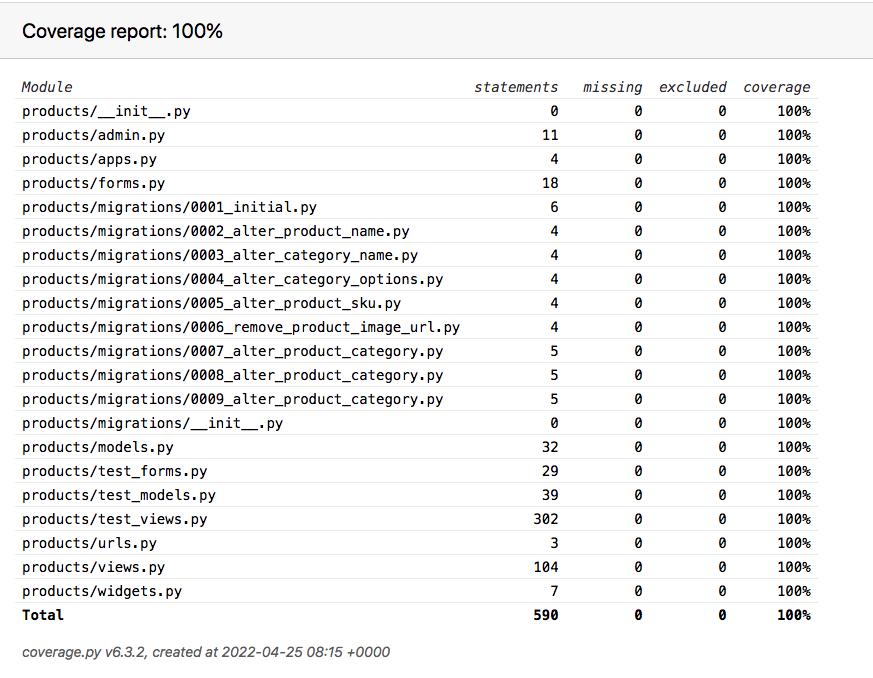 Coverage report: 100%
Module statements missing excluded coverage
products/__init__.py 0 0 0 100%
products/admin.py 11 0 0 100%
products/apps.py 4 0 0 100%
products/forms.py 18 0 0 100%
products/migrations/0001_initial.py 6 0 0 100%
products/migrations/0002_alter_product_name.py 4 0 0 100%
products/migrations/0003_alter_category_name.py 4 0 0 100%
products/migrations/0004_alter_category_options.py 4 0 0 100%
products/migrations/0005_alter_product_sku.py 4 0 0 100%
products/migrations/0006_remove_product_image_url.py 4 0 0 100%
products/migrations/0007_alter_product_category.py 5 0 0 100%
products/migrations/0008_alter_product_category.py 5 0 0 100%
products/migrations/0009_alter_product_category.py 5 0 0 100%
products/migrations/__init__.py 0 0 0 100%
products/models.py 32 0 0 100%
products/test_forms.py 29 0 0 100%
products/test_models.py 39 0 0 100%
products/test_views.py 302 0 0 100%
products/urls.py 3 0 0 100%
products/views.py 104 0 0 100%
products/widgets.py 7 0 0 100%
Total 590 0 0 100%
coverage.py v6.3.2, created at 2022-04-25 08:15 +0000